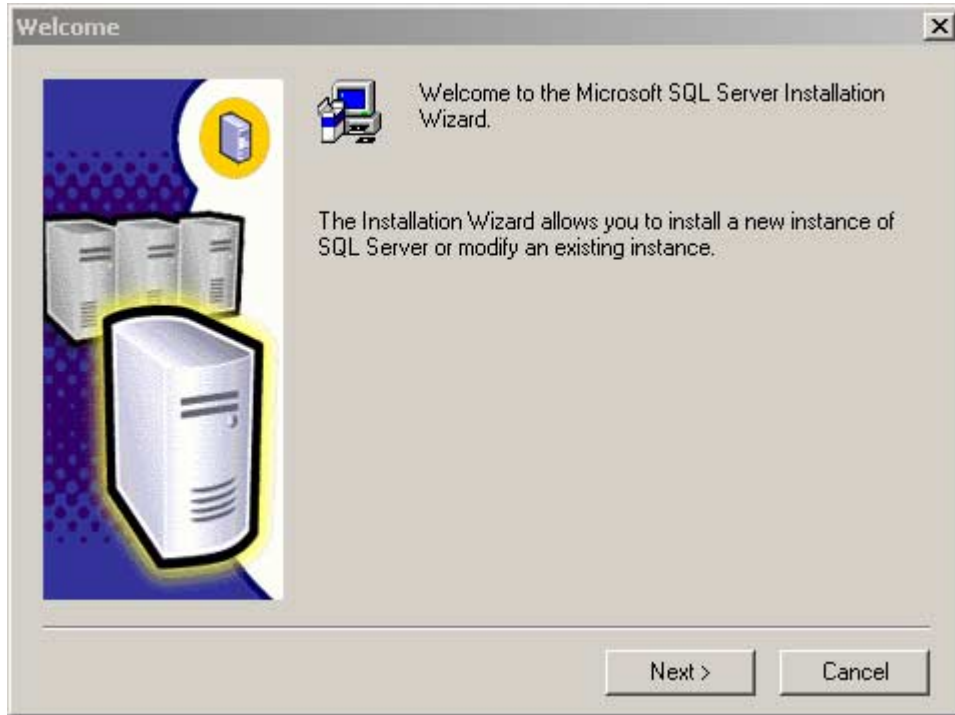 Welcome
Welcome to the Microsoft SQL Server Installation
Wizard.
The Installation Wizard allows you to install a new instance of
SQL Server or modify an existing instance.
Next >
Cancel